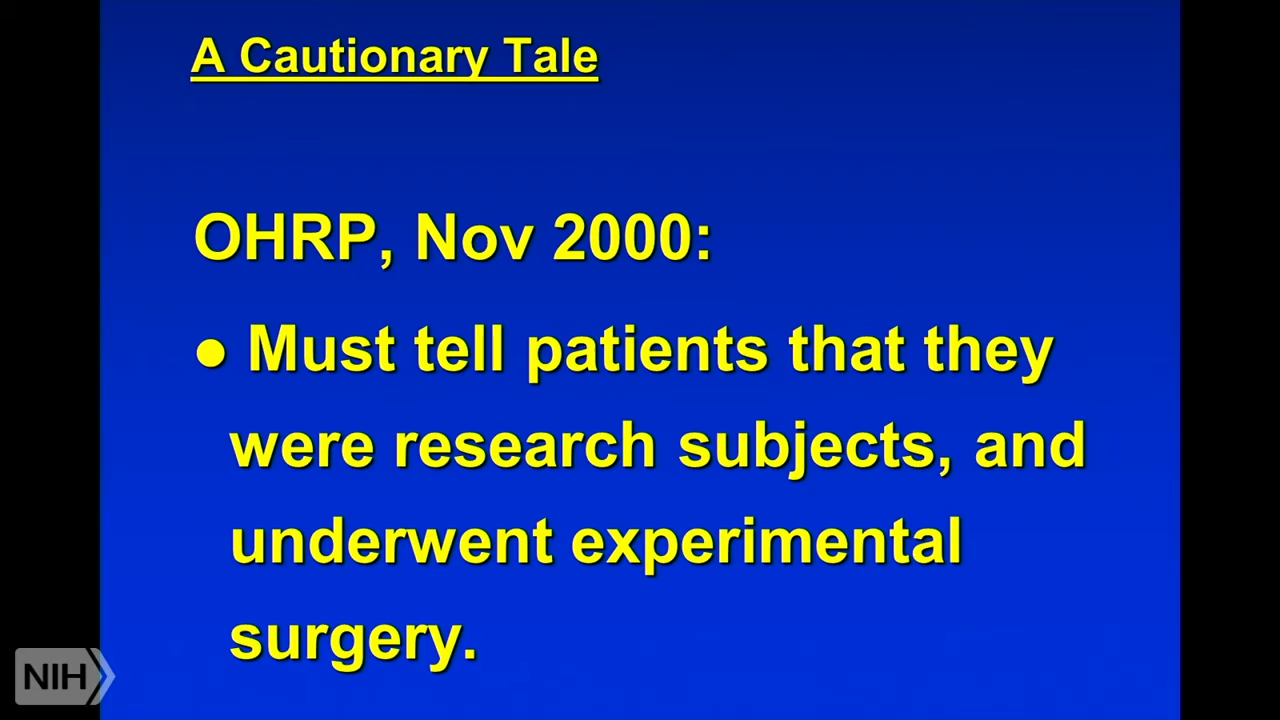 A Cautionary Tale
OHRP, Nov 2000:
● Must tell patients that they
were research subjects, and
underwent experimental
surgery.
NIH